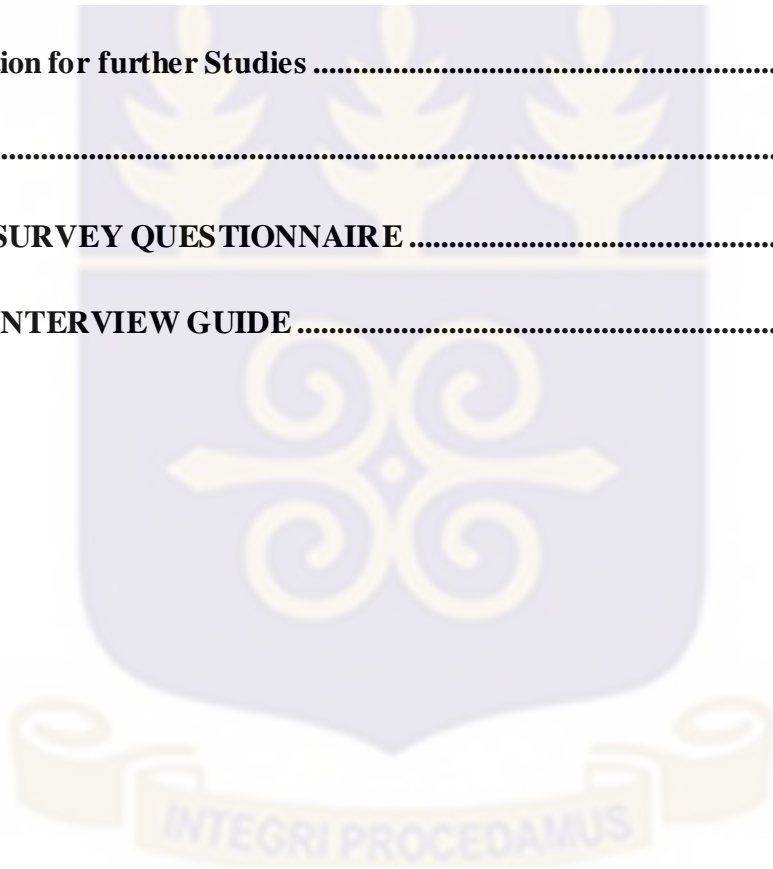 ion for further Studies ..........................................................
...................................................................................................
SURVEY QUESTIONNAIRE ..............................................
NTERVIEW GUIDE ............................................................
INTEGRI PROCEDAMUS